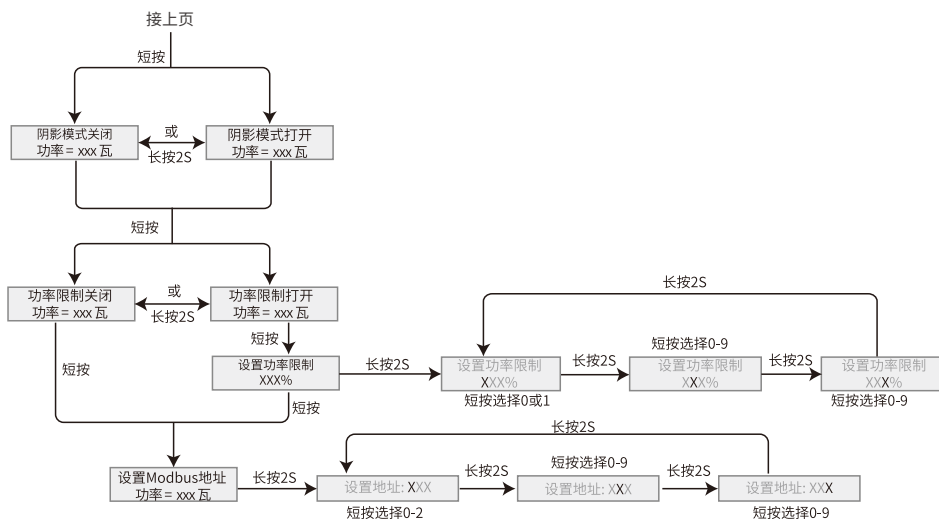 接上页
短按
阴影模式关闭
功率= xxx 瓦
或
长按2S
阴影模式打开
功率= xxx 瓦
短按
功率限制关闭
功率= xxx 瓦
或
长按2S
功率限制打开
功率= xxx 瓦
长按2S
短按
短按
设置功率限制
XXX%
长按2S
设置功率限制
XXX%
短按选择0或1
长按2S
短按选择0-9
设置功率限制
XXX%
长按2S
设置功率限制
XXX%
短按选择0-9
短按
设置Modbus地址
功率= xxx 瓦
长按2S
长按2S
设置地址: XXX
短按选择0-2
长按2S
短按选择0-9
设置地址: XXX
长按2S
设置地址: XXX
短按选择0-9